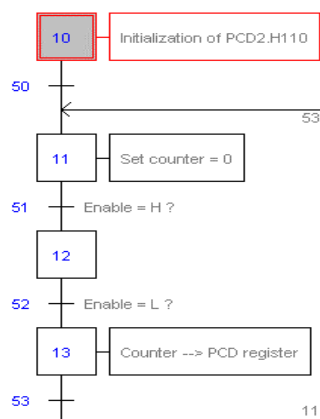 10 Initialization of PCD2.H110
50
53
11 Set counter = 0
51 Enable = H ?
12
52 Enable = L ?
13 Counter --> PCD register
53
11